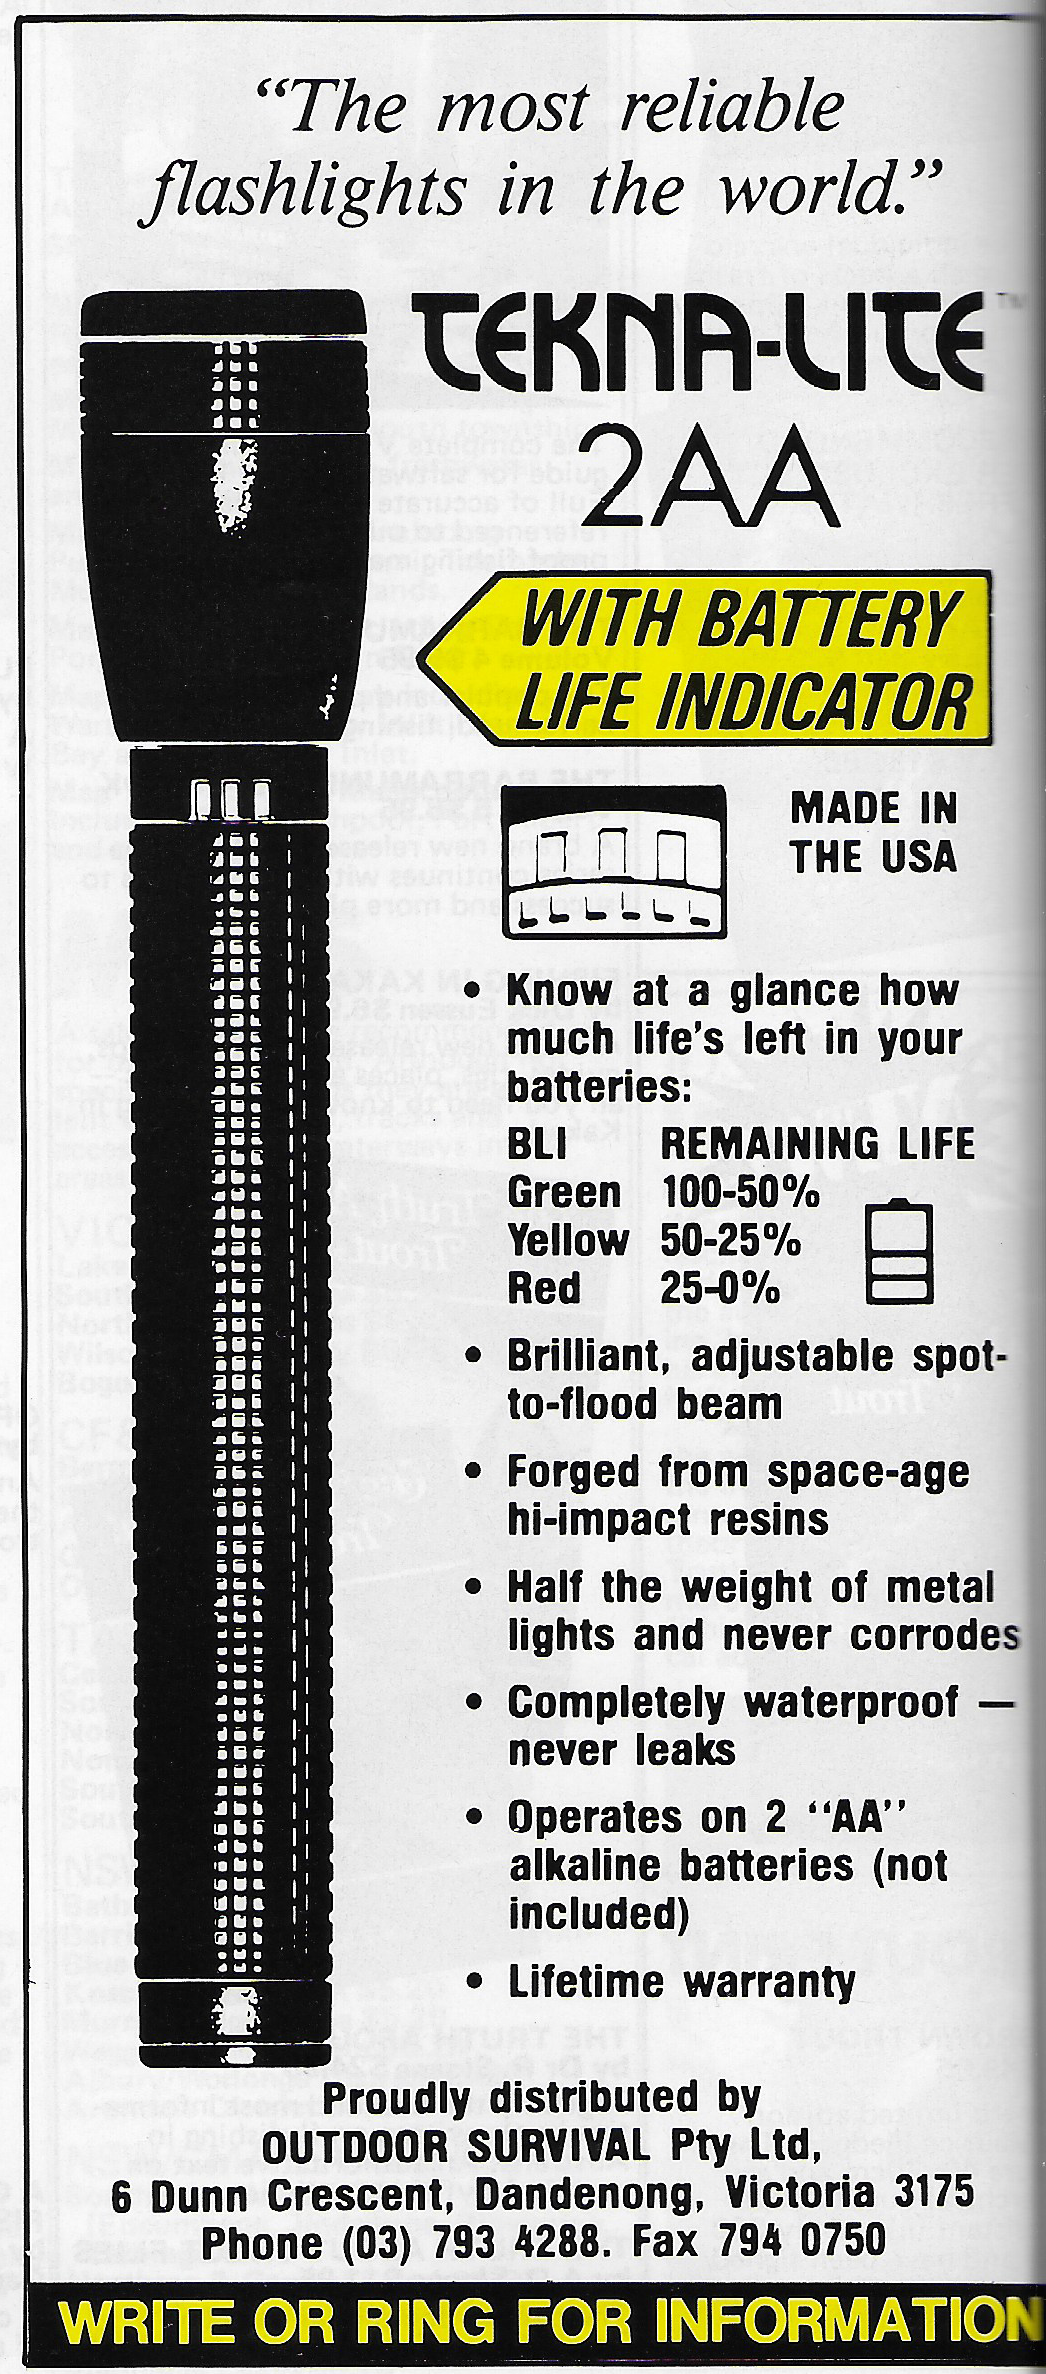 “The most reliable
flashlights in the world.”
TEKNA-LITE™
2AA
WITH BATTERY
LIFE INDICATOR
MADE IN
THE USA
• Know at a glance how
much life's left in your
batteries:
BLI REMAINING LIFE
Green 100-50%
Yellow 50-25%
Red 25-0%
• Brilliant, adjustable spot-
to-flood beam
• Forged from space-age
hi-impact resins
• Half the weight of metal
lights and never corrodes
• Completely waterproof —
never leaks
• Operates on 2 “AA”
alkaline batteries (not
included)
• Lifetime warranty
Proudly distributed by
OUTDOOR SURVIVAL Pty Ltd,
6 Dunn Crescent, Dandenong, Victoria 3175
Phone (03) 793 4288. Fax 794 0750
WRITE OR RING FOR INFORMATION